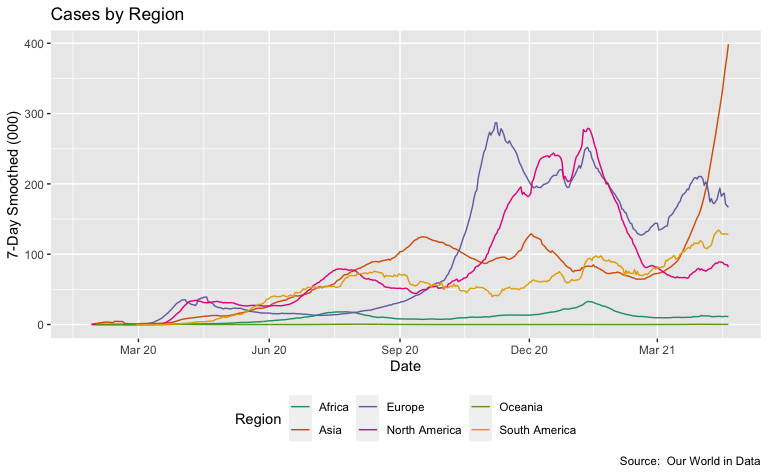 Cases by Region
7-Day Smoothed (000)
400
300
200
100
0
Mar 20 Jun 20 Sep 20 Dec 20 Mar 21
Date
Region
Africa Europe Oceania
Asia North America South America
Source:  Our World in Data